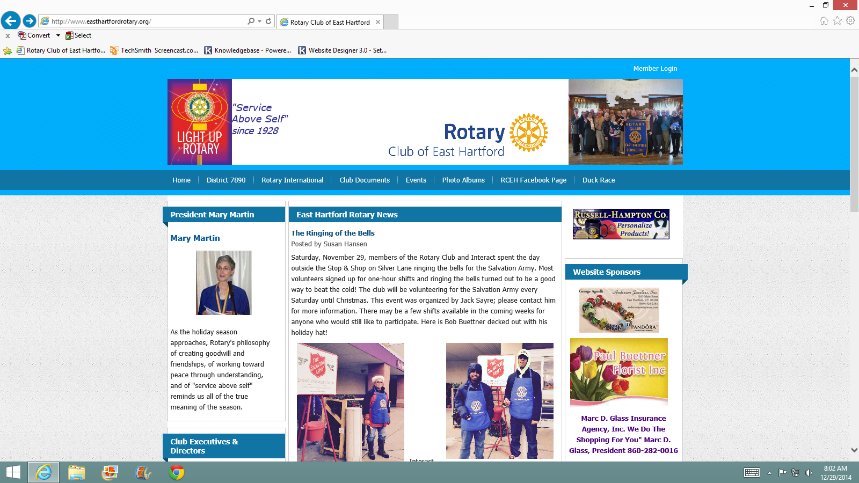 http://www.easthartfordrotary.org/
Rotary Club of East Hartford
Convert
Select
Rotary Club of East Hartfo...
TechSmith Screencast.co...
Knowledgebase - Powere...
Website Designer 3.0 - Set...
Member Login
LIGHT UP
ROTARY
"Service
Above Self"
since 1928
Rotary
Club of East Hartford
Home
District 7890
Rotary International
Club Documents
Events
Photo Albums
RCEH Facebook Page
Duck Race
President Mary Martin
Mary Martin
As the holiday season
approaches, Rotary's philosophy
of creating goodwill and
friendships, of working toward
peace through understanding,
and of "service above self"
reminds us all of the true
meaning of the season.
Club Executives &
Directors
East Hartford Rotary News
The Ringing of the Bells
Posted by Susan Hansen
Saturday, November 29, members of the Rotary Club and Interact spent the day
outside the Stop & Shop on Silver Lane ringing the bells for the Salvation Army. Most
volunteers signed up for one-hour shifts and ringing the bells turned out to be a good
way to beat the cold! The club will be volunteering for the Salvation Army every
Saturday until Christmas. This event was organized by Jack Sayre; please contact him
for more information. There may be a few shifts available in the coming weeks for
anyone who would still like to participate. Here is Bob Buettner decked out with his
holiday hat!
Interact
RUSSELL-HAMPTON CO.
Personalize
Products!
Website Sponsors
PANDORA
Paul Buettner
Florist Inc
Marc D. Glass Insurance
Agency, Inc. We Do The
Shopping For You" Marc D.
Glass, President 860-282-0016
8:02 AM
12/29/2014